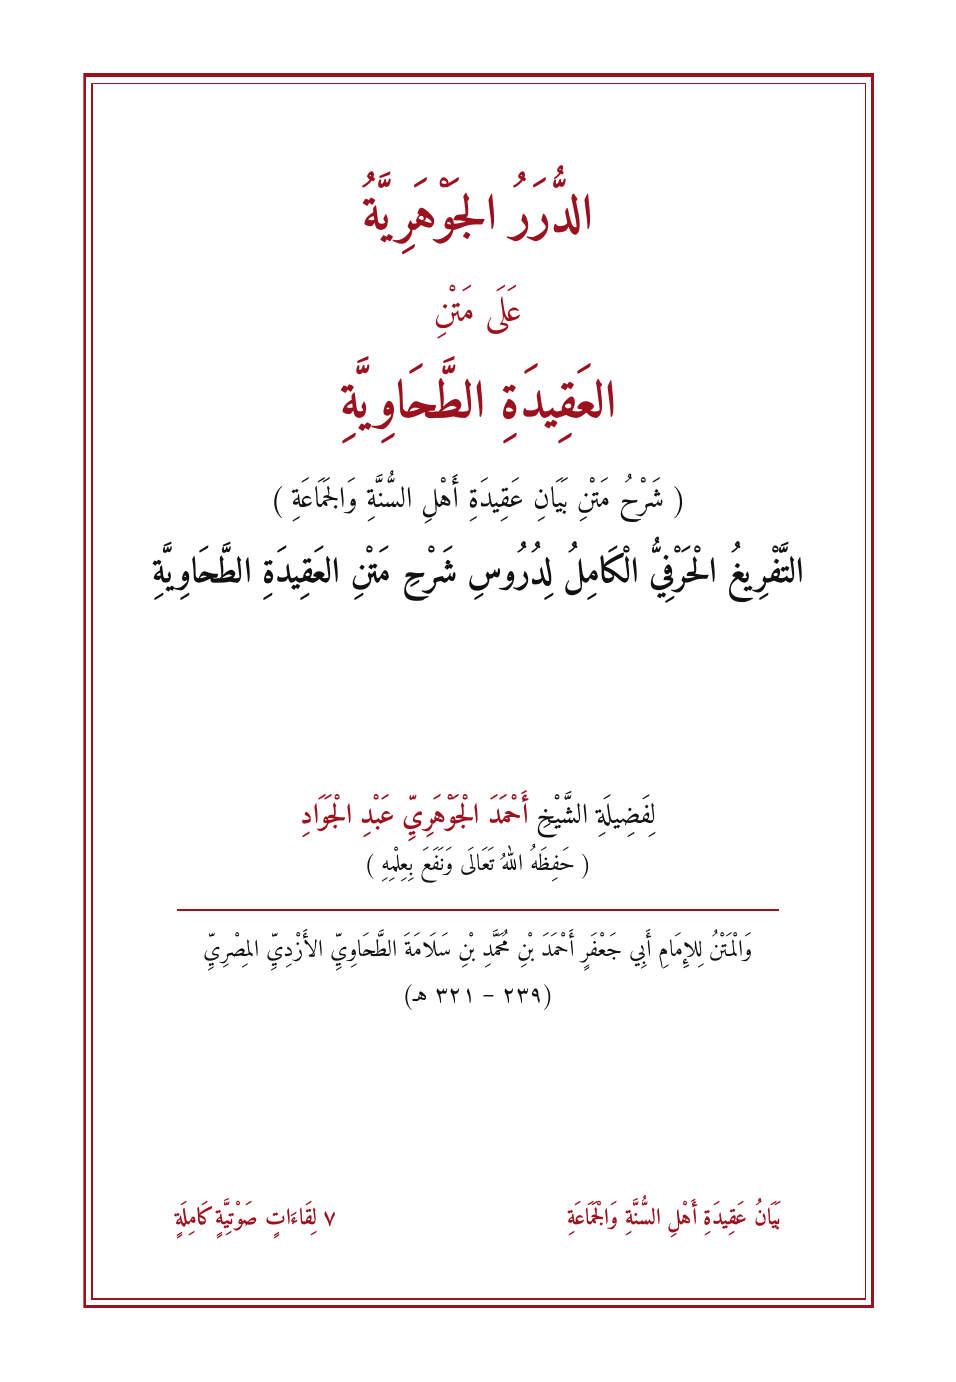 الدُّرَرُ الجَوْهَرِيَّةُ
عَلَى مَتْنِ
العَقِيدَةِ الطَّحَاوِيَّةِ
( شَرْحُ مَتْنِ بَيَانِ عَقِيدَةِ أَهْلِ السُّنَّةِ وَالجَمَاعَةِ )
التَّفْرِيغُ الْحَرْفِيُّ الْكَامِلُ لِدُرُوسِ شَرْحِ مَتْنِ العَقِيدَةِ الطَّحَاوِيَّةِ
لِفَضِيلَةِ الشَّيْخِ أَحْمَدَ الْجَوْهَرِيِّ عَبْدِ الْجَوَادِ
( حَفِظَهُ اللهُ تَعَالَى وَنَفَعَ بِعِلْمِهِ )
وَالْمَتْنُ لِلإِمَامِ أَبِي جَعْفَرٍ أَحْمَدَ بْنِ مُحَمَّدِ بْنِ سَلَامَةَ الطَّحَاوِيِّ الأَزْدِيِّ المِصْرِيِّ
(٢٣٩ – ٣٢١ هـ)
بَيَانُ عَقِيدَةِ أَهْلِ السُّنَّةِ وَالْجَمَاعَةِ
٧ لِقَاءَاتٍ صَوْتِيَّةٍ كَامِلَةٍ